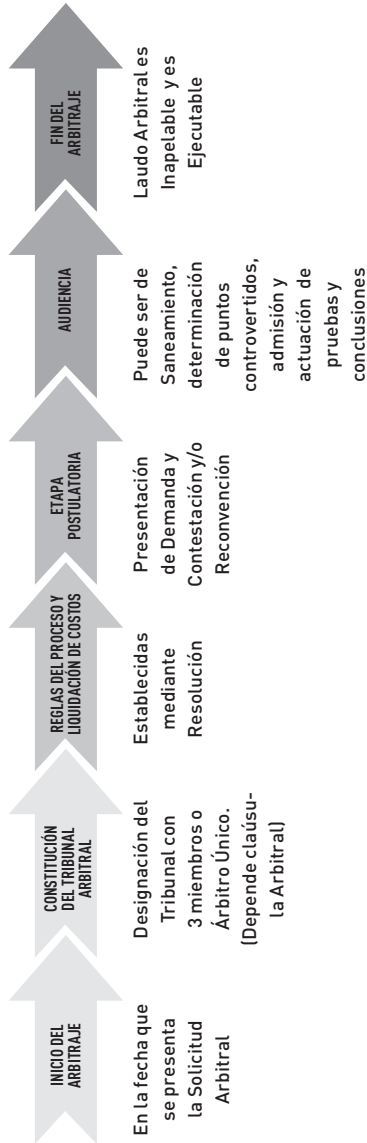 INICIO DEL
ARBITRAJE
En la fecha que
se presenta
la Solicitud
Arbitral
CONSTITUCIÓN
DEL TRIBUNAL
ARBITRAL
Designación del
Tribunal con
3 miembros o
Árbitro Único.
(Depende claúsu-
la Arbitral)
REGLAS DEL PROCESO Y
LIQUIDACIÓN DE COSTOS
Establecidas
mediante
Resolución
ETAPA
POSTULATORIA
Presentación
de Demanda y
Contestación y/o
Reconvención
AUDIENCIA
Puede ser de
Saneamiento,
determinación
de puntos
controvertidos,
admisión y
actuación de
pruebas y
conclusiones
FIN DEL
ARBITRAJE
Laudo Arbitral es
Inapelable y es
Ejecutable